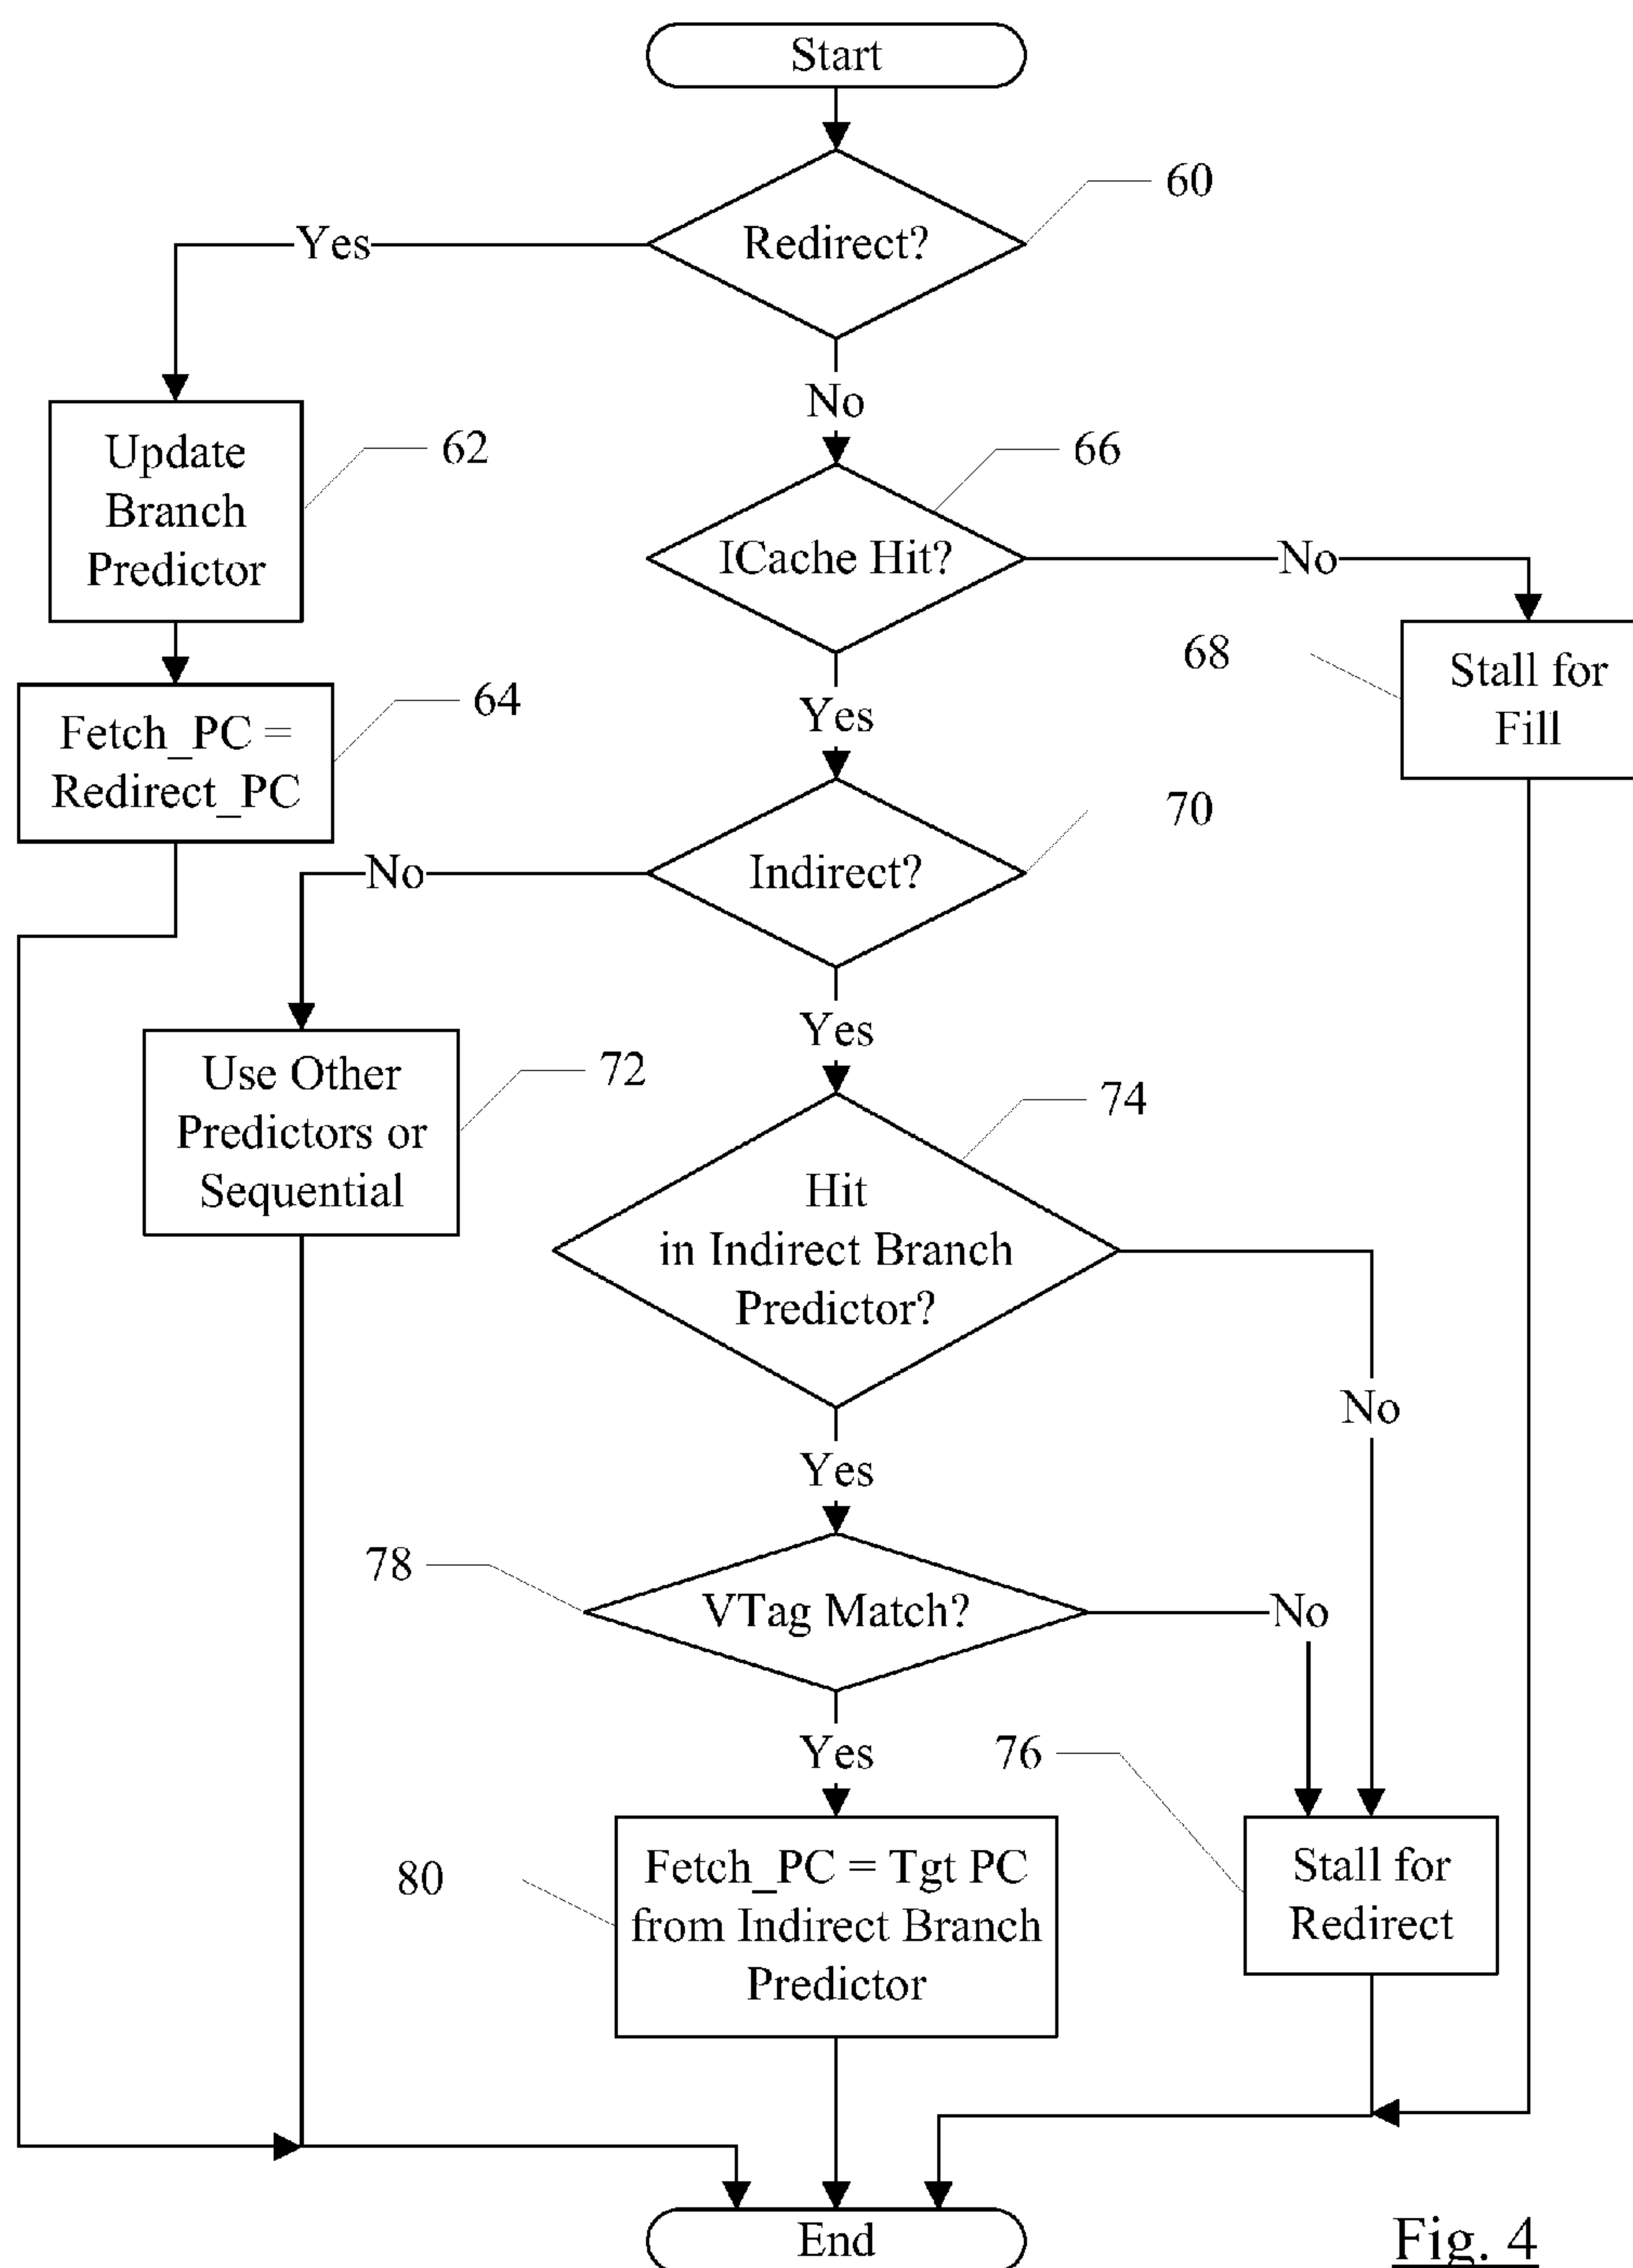 Start
60
Redirect?
Yes
No
Update
Branch
Predictor
62
66
ICache Hit?
No
68
Stall for
Fill
Fetch_PC =
Redirect_PC
64
Yes
70
Indirect?
No
Yes
Use Other
Predictors or
Sequential
72
74
Hit
in Indirect Branch
Predictor?
No
Yes
78
VTag Match?
No
Yes
76
80
Fetch_PC = Tgt PC
from Indirect Branch
Predictor
Stall for
Redirect
End
Fig. 4